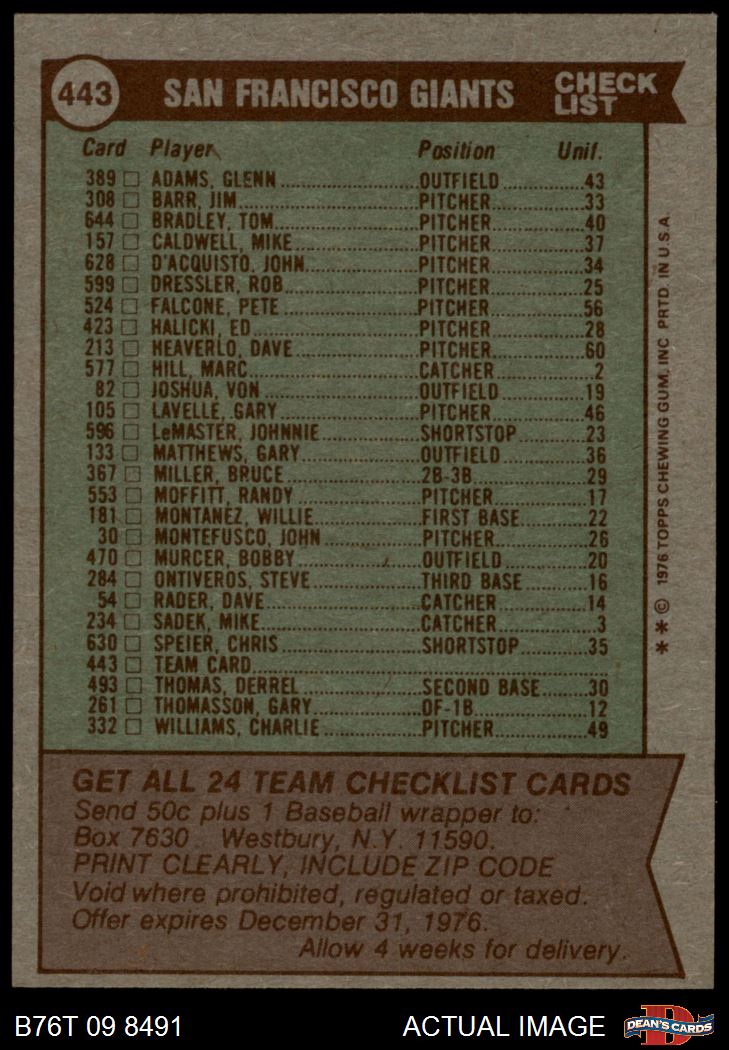 443 SAN FRANCISCO GIANTS CHECK LIST
Card Player Position Unif.
389 □ ADAMS, GLENN OUTFIELD 43
308 □ BARR, JIM PITCHER 33
644 □ BRADLEY, TOM PITCHER 40
157 □ CALDWELL, MIKE PITCHER 37
628 □ D'ACQUISTO, JOHN PITCHER 34
599 □ DRESSLER, ROB PITCHER 25
524 □ FALCONE, PETE PITCHER 56
423 □ HALICKI, ED PITCHER 28
213 □ HEAVERLO, DAVE PITCHER 60
577 □ HILL, MARC CATCHER 2
82 □ JOSHUA, VON OUTFIELD 19
105 □ LAVELLE, GARY PITCHER 46
596 □ LeMASTER, JOHNNIE SHORTSTOP 23
133 □ MATTHEWS, GARY OUTFIELD 36
367 □ MILLER, BRUCE 2B-3B 29
553 □ MOFFITT, RANDY PITCHER 17
181 □ MONTANEZ, WILLIE FIRST BASE 22
30 □ MONTEFUSCO, JOHN PITCHER 26
470 □ MURCER, BOBBY OUTFIELD 20
284 □ ONTIVEROS, STEVE THIRD BASE 16
54 □ RADER, DAVE CATCHER 14
234 □ SADEK, MIKE CATCHER 3
630 □ SPEIER, CHRIS SHORTSTOP 35
443 □ TEAM CARD
493 □ THOMAS, DERREL SECOND BASE 30
261 □ THOMASSON, GARY OF-1B 12
332 □ WILLIAMS, CHARLIE PITCHER 49
* * © 1976 TOPPS CHEWING GUM, INC. PRTD. IN U.S.A.
GET ALL 24 TEAM CHECKLIST CARDS
Send 50c plus 1 Baseball wrapper to:
Box 7630 Westbury, N.Y. 11590.
PRINT CLEARLY, INCLUDE ZIP CODE
Void where prohibited, regulated or taxed.
Offer expires December 31, 1976.
Allow 4 weeks for delivery.
B76T 09 8491 ACTUAL IMAGE DEAN'S CARDS